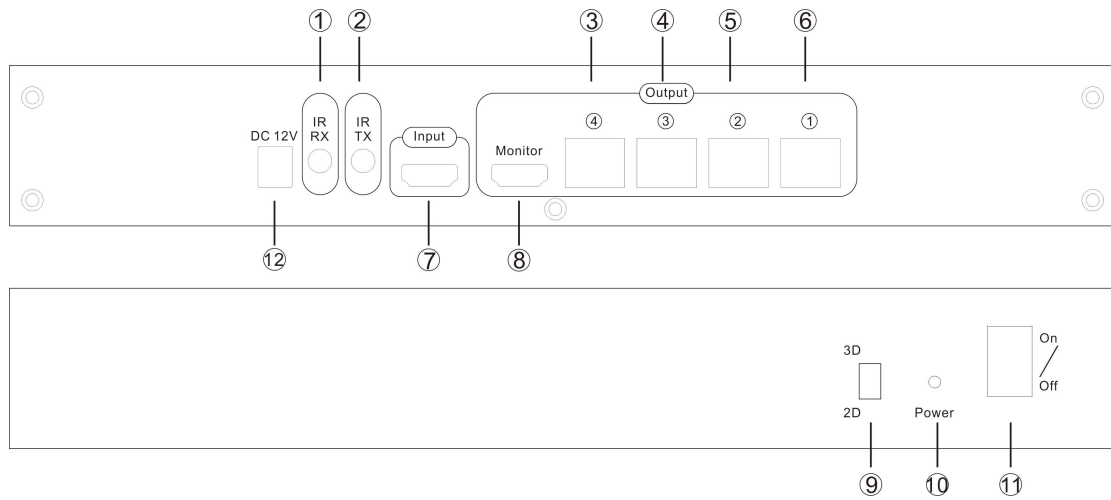 ① ② ③ ④ ⑤ ⑥
Output
④ ③ ② ①
IR RX
IR TX
DC 12V
Input
Monitor
⑫ ⑦ ⑧
3D
2D
Power
On
Off
⑨ ⑩ ⑪